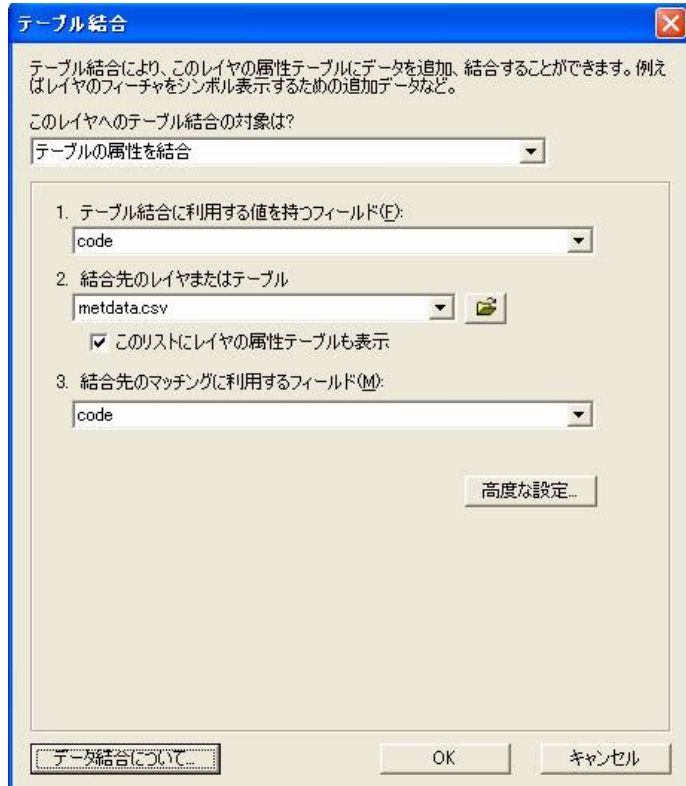 テーブル結合
テーブル結合により、このレイヤの属性テーブルにデータを追加、結合することができます。例え
ばレイヤのフィーチャをシンボル表示するための追加データなど。
このレイヤへのテーブル結合の対象は?
テーブルの属性を結合
1. テーブル結合に利用する値を持つフィールド(F):
code
2. 結合先のレイヤまたはテーブル
metdata.csv
このリストにレイヤの属性テーブルも表示
3. 結合先のマッチングに利用するフィールド(M):
code
高度な設定...
データ結合について... OK キャンセル